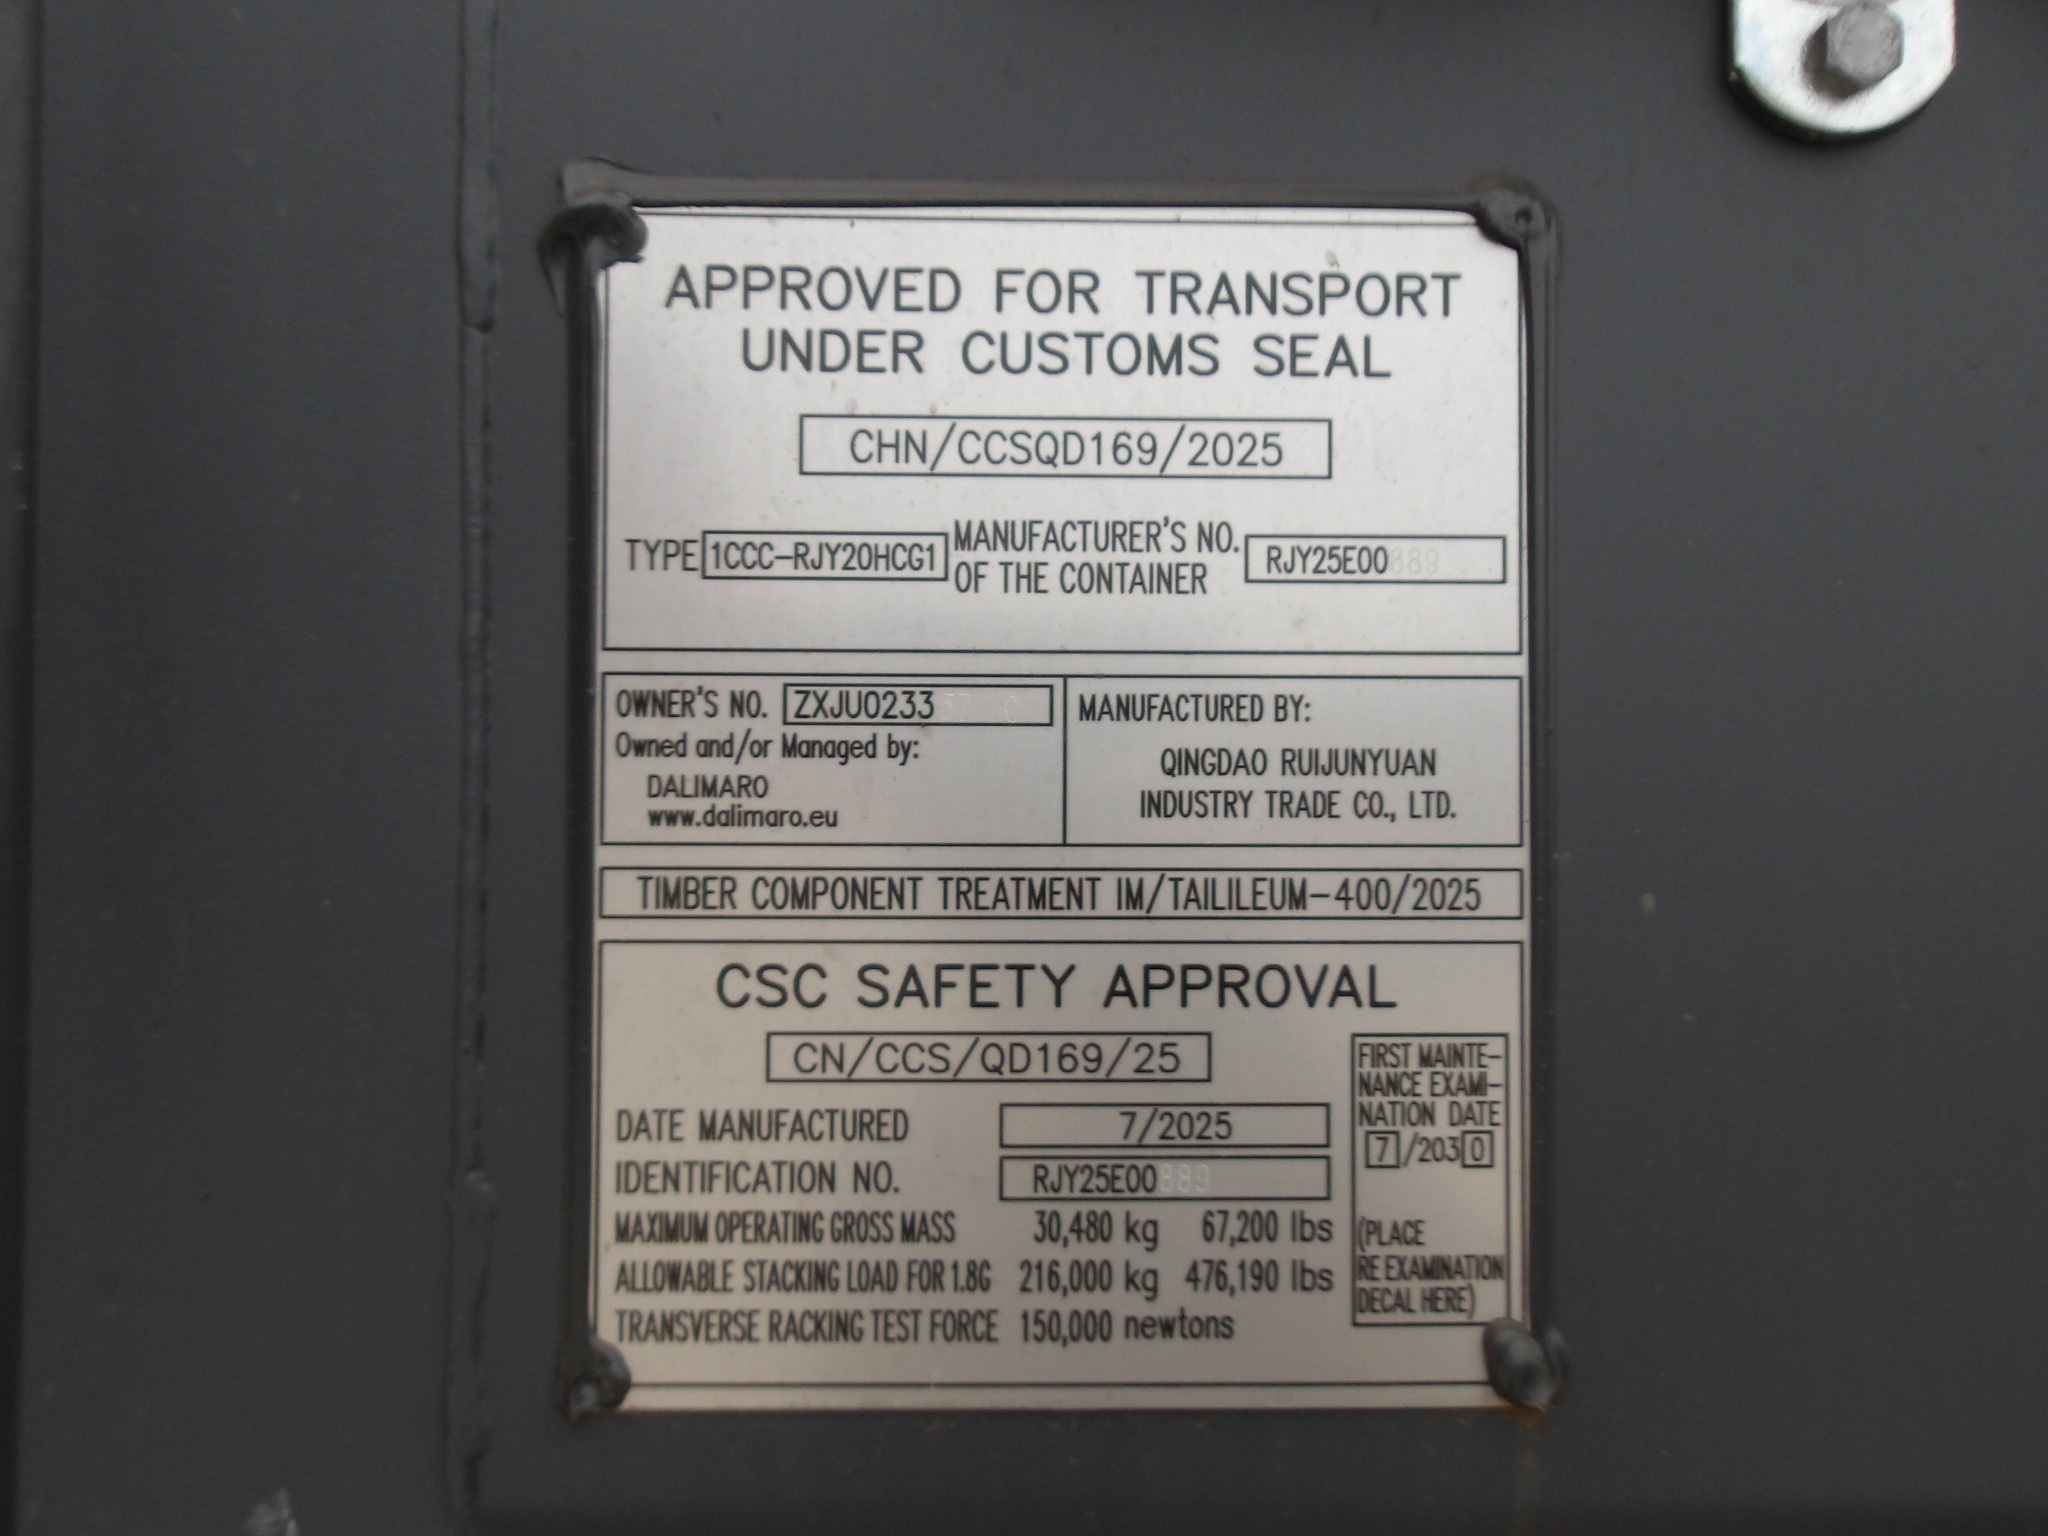 APPROVED FOR TRANSPORT
UNDER CUSTOMS SEAL
CHN/CCSQD169/2025
TYPE 1CCC-RJY20HCG1 MANUFACTURER'S NO. OF THE CONTAINER RJY25E00889
OWNER'S NO. ZXJU0233
Owned and/or Managed by:
DALIMARO
www.dalimaro.eu
MANUFACTURED BY:
QINGDAO RUIJUNYUAN
INDUSTRY TRADE CO., LTD.
TIMBER COMPONENT TREATMENT IM/TAILILEUM-400/2025
CSC SAFETY APPROVAL
CN/CCS/QD169/25
DATE MANUFACTURED 7/2025
IDENTIFICATION NO. RJY25E00889
MAXIMUM OPERATING GROSS MASS 30,480 kg 67,200 lbs
ALLOWABLE STACKING LOAD FOR 1.8G 216,000 kg 476,190 lbs
TRANSVERSE RACKING TEST FORCE 150,000 newtons
FIRST MAINTE-
NANCE EXAMI-
NATION DATE
7/2030
(PLACE
RE EXAMINATION
DECAL HERE)